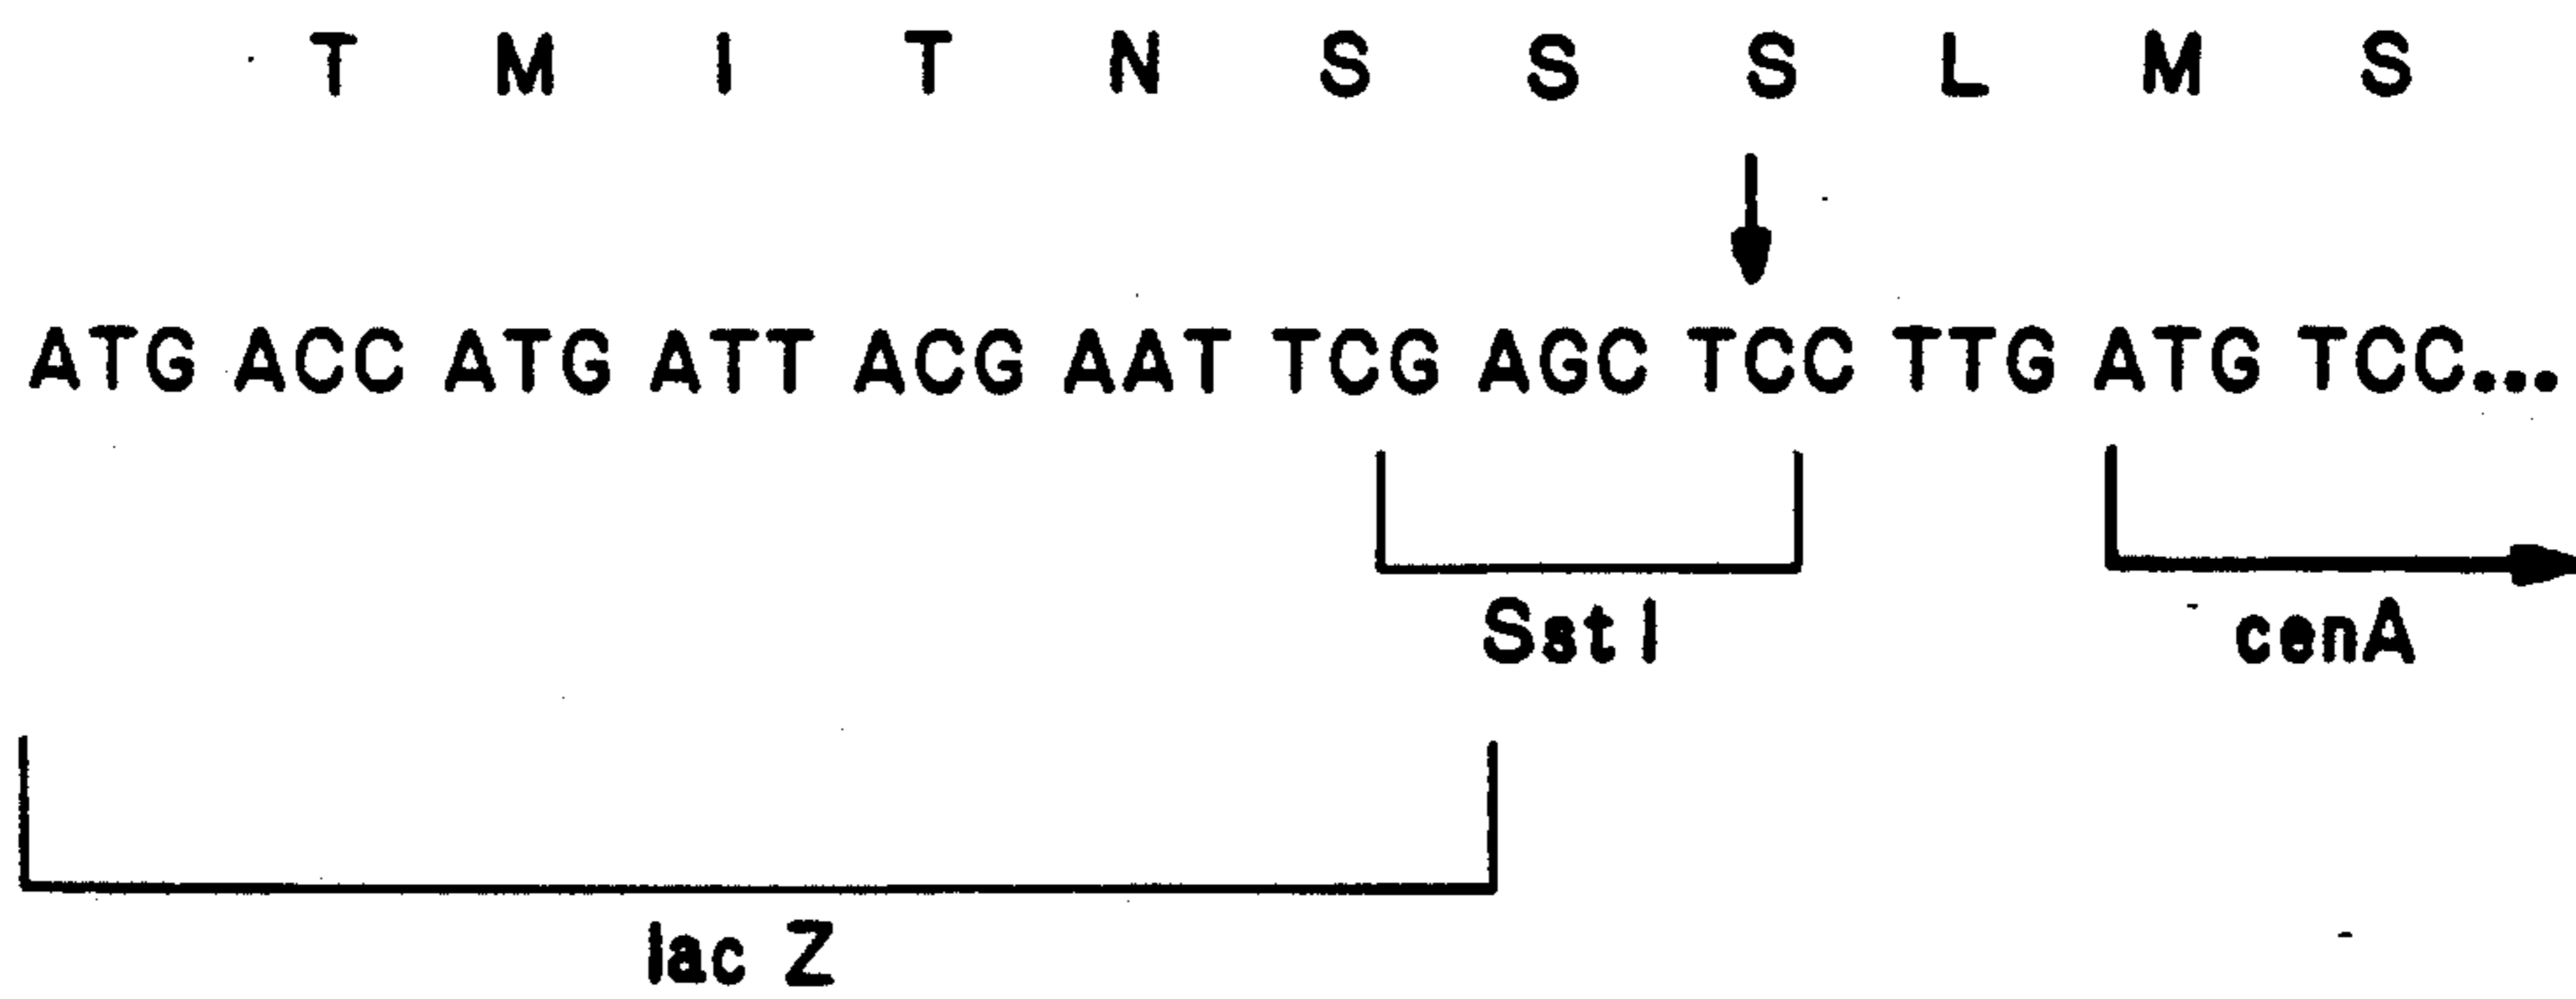 T M I T N S S S L M S
ATG ACC ATG ATT ACG AAT TCG AGC TCC TTG ATG TCC...
Sst I
cenA
lac Z